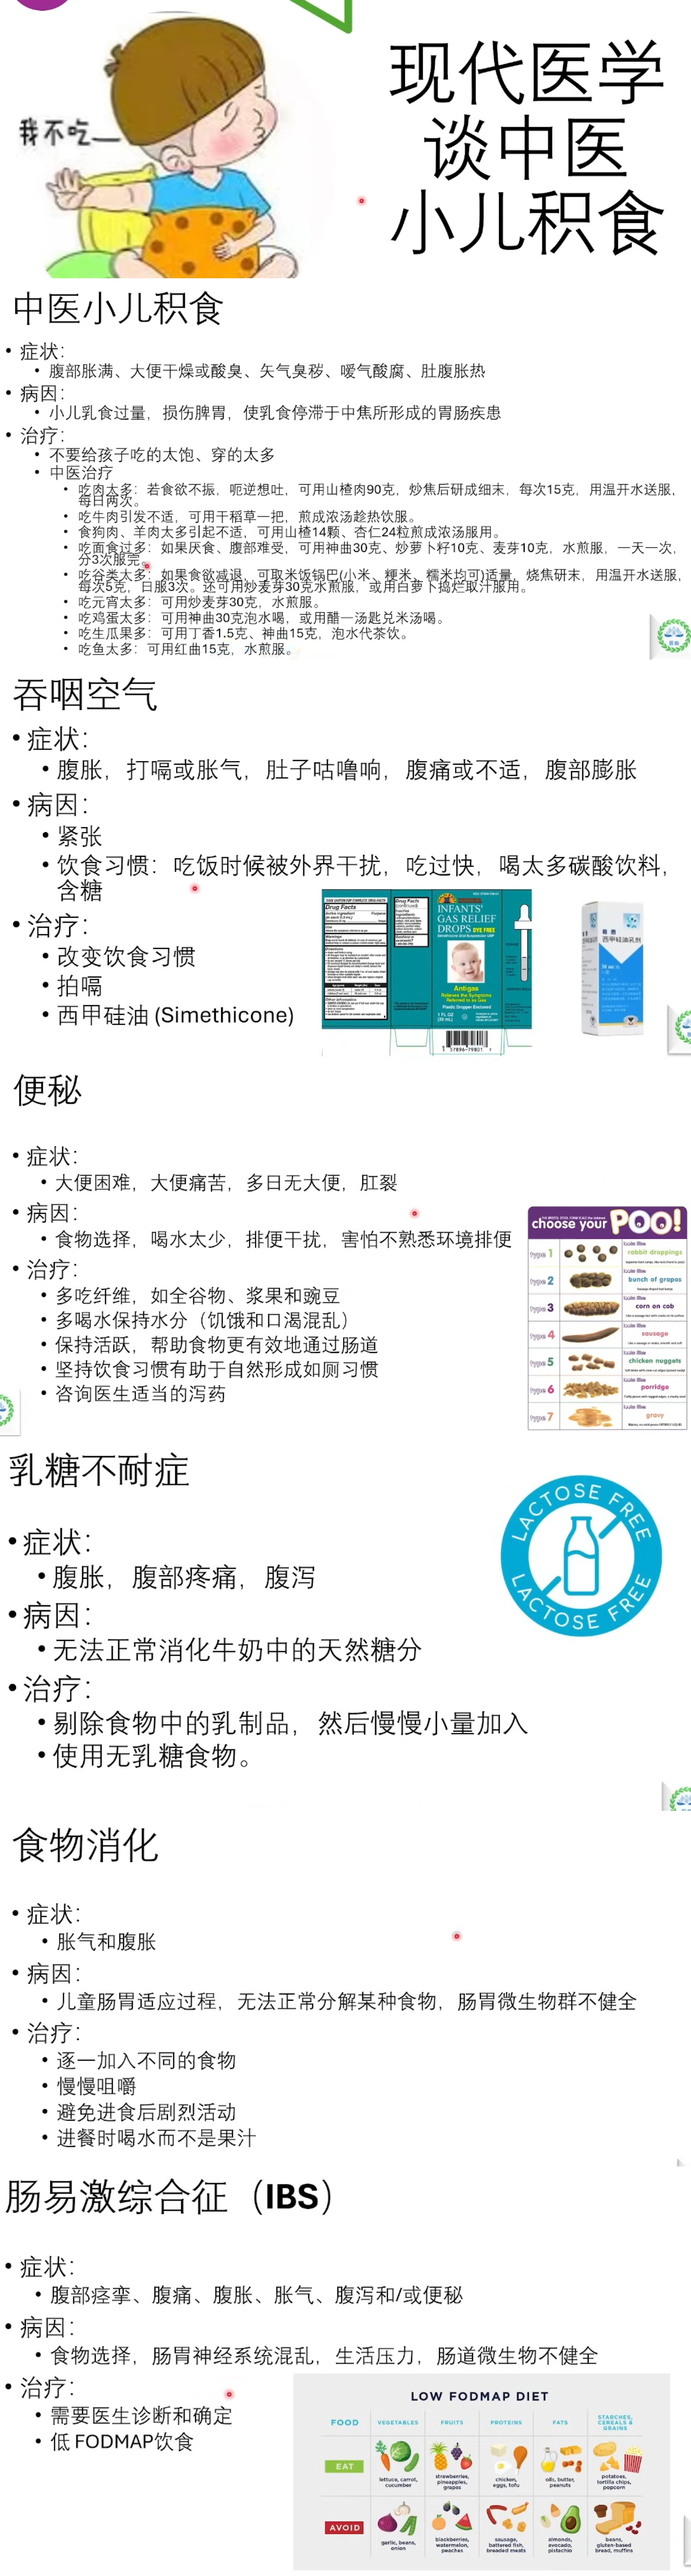 我不吃
现代医学
谈中医
小儿积食
中医小儿积食
• 症状：
• 腹部胀满、大便干燥或酸臭、矢气臭秽、嗳气酸腐、肚腹胀热
• 病因：
• 小儿乳食过量，损伤脾胃，使乳食停滞于中焦所形成的胃肠疾患
• 治疗：
• 不要给孩子吃的太饱、穿的太多
• 中医治疗
• 吃肉太多：若食欲不振，呃逆想吐，可用山楂肉90克，炒焦后研成细末，每次15克，用温开水送服，
每日两次。
• 吃牛肉引发不适，可用干稻草一把，煎成浓汤趁热饮服。
• 食狗肉、羊肉太多引起不适，可用山楂14颗、杏仁24粒煎成浓汤服用。
• 吃面食过多：如果厌食、腹部难受，可用神曲30克、炒萝卜籽10克、麦芽10克，水煎服，一天一次，
分3次服完。
• 吃谷类太多：如果食欲减退，可取米饭锅巴(小米、粳米、糯米均可)适量，烧焦研末，用温开水送服，
每次5克，日服3次。还可用炒麦芽30克水煎服，或用白萝卜捣烂取汁服用。
• 吃元宵太多：可用炒麦芽30克，水煎服。
• 吃鸡蛋太多：可用神曲30克泡水喝，或用醋一汤匙兑米汤喝。
• 吃生瓜果多：可用丁香1.5克、神曲15克，泡水代茶饮。
• 吃鱼太多：可用红曲15克，水煎服。
吞咽空气
• 症状：
• 腹胀，打嗝或胀气，肚子咕噜响，腹痛或不适，腹部膨胀
• 病因：
• 紧张
• 饮食习惯：吃饭时候被外界干扰，吃过快，喝太多碳酸饮料，
含糖
• 治疗：
• 改变饮食习惯
• 拍嗝
• 西甲硅油 (Simethicone)
Drug Facts
INFANTS'
GAS RELIEF
DROPS DYE FREE
Antigas
Relieves the Symptoms
Referred to as Gas
1 FL OZ
(30 mL)
西甲硅油乳剂
便秘
• 症状：
• 大便困难，大便痛苦，多日无大便，肛裂
• 病因：
• 食物选择，喝水太少，排便干扰，害怕不熟悉环境排便
• 治疗：
• 多吃纤维，如全谷物、浆果和豌豆
• 多喝水保持水分（饥饿和口渴混乱）
• 保持活跃，帮助食物更有效地通过肠道
• 坚持饮食习惯有助于自然形成如厕习惯
• 咨询医生适当的泻药
choose your POO!
type 1
looks like:
rabbit droppings
type 2
looks like:
bunch of grapes
type 3
looks like:
corn on cob
type 4
looks like:
sausage
type 5
looks like:
chicken nuggets
type 6
looks like:
porridge
type 7
looks like:
gravy
乳糖不耐症
LACTOSE FREE
LACTOSE FREE
• 症状：
• 腹胀，腹部疼痛，腹泻
• 病因：
• 无法正常消化牛奶中的天然糖分
• 治疗：
• 剔除食物中的乳制品，然后慢慢小量加入
• 使用无乳糖食物。
食物消化
• 症状：
• 胀气和腹胀
• 病因：
• 儿童肠胃适应过程，无法正常分解某种食物，肠胃微生物群不健全
• 治疗：
• 逐一加入不同的食物
• 慢慢咀嚼
• 避免进食后剧烈活动
• 进餐时喝水而不是果汁
肠易激综合征（IBS）
• 症状：
• 腹部痉挛、腹痛、腹胀、胀气、腹泻和/或便秘
• 病因：
• 食物选择，肠胃神经系统混乱，生活压力，肠道微生物不健全
• 治疗：
• 需要医生诊断和确定
• 低 FODMAP饮食
LOW FODMAP DIET
FOOD
VEGETABLES
FRUITS
PROTEINS
FATS
STARCHES,
CEREALS &
GRAINS
EAT
lettuce, carrot,
cucumber
strawberries,
pineapples,
grapes
chicken,
eggs, tofu
oils, butter,
peanuts
potatoes,
tortilla chips,
popcorn
AVOID
garlic, beans,
onion
blackberries,
watermelon,
peaches
sausage,
battered fish,
breaded meats
almonds,
avocado,
pistachio
beans,
gluten-based
bread, muffins